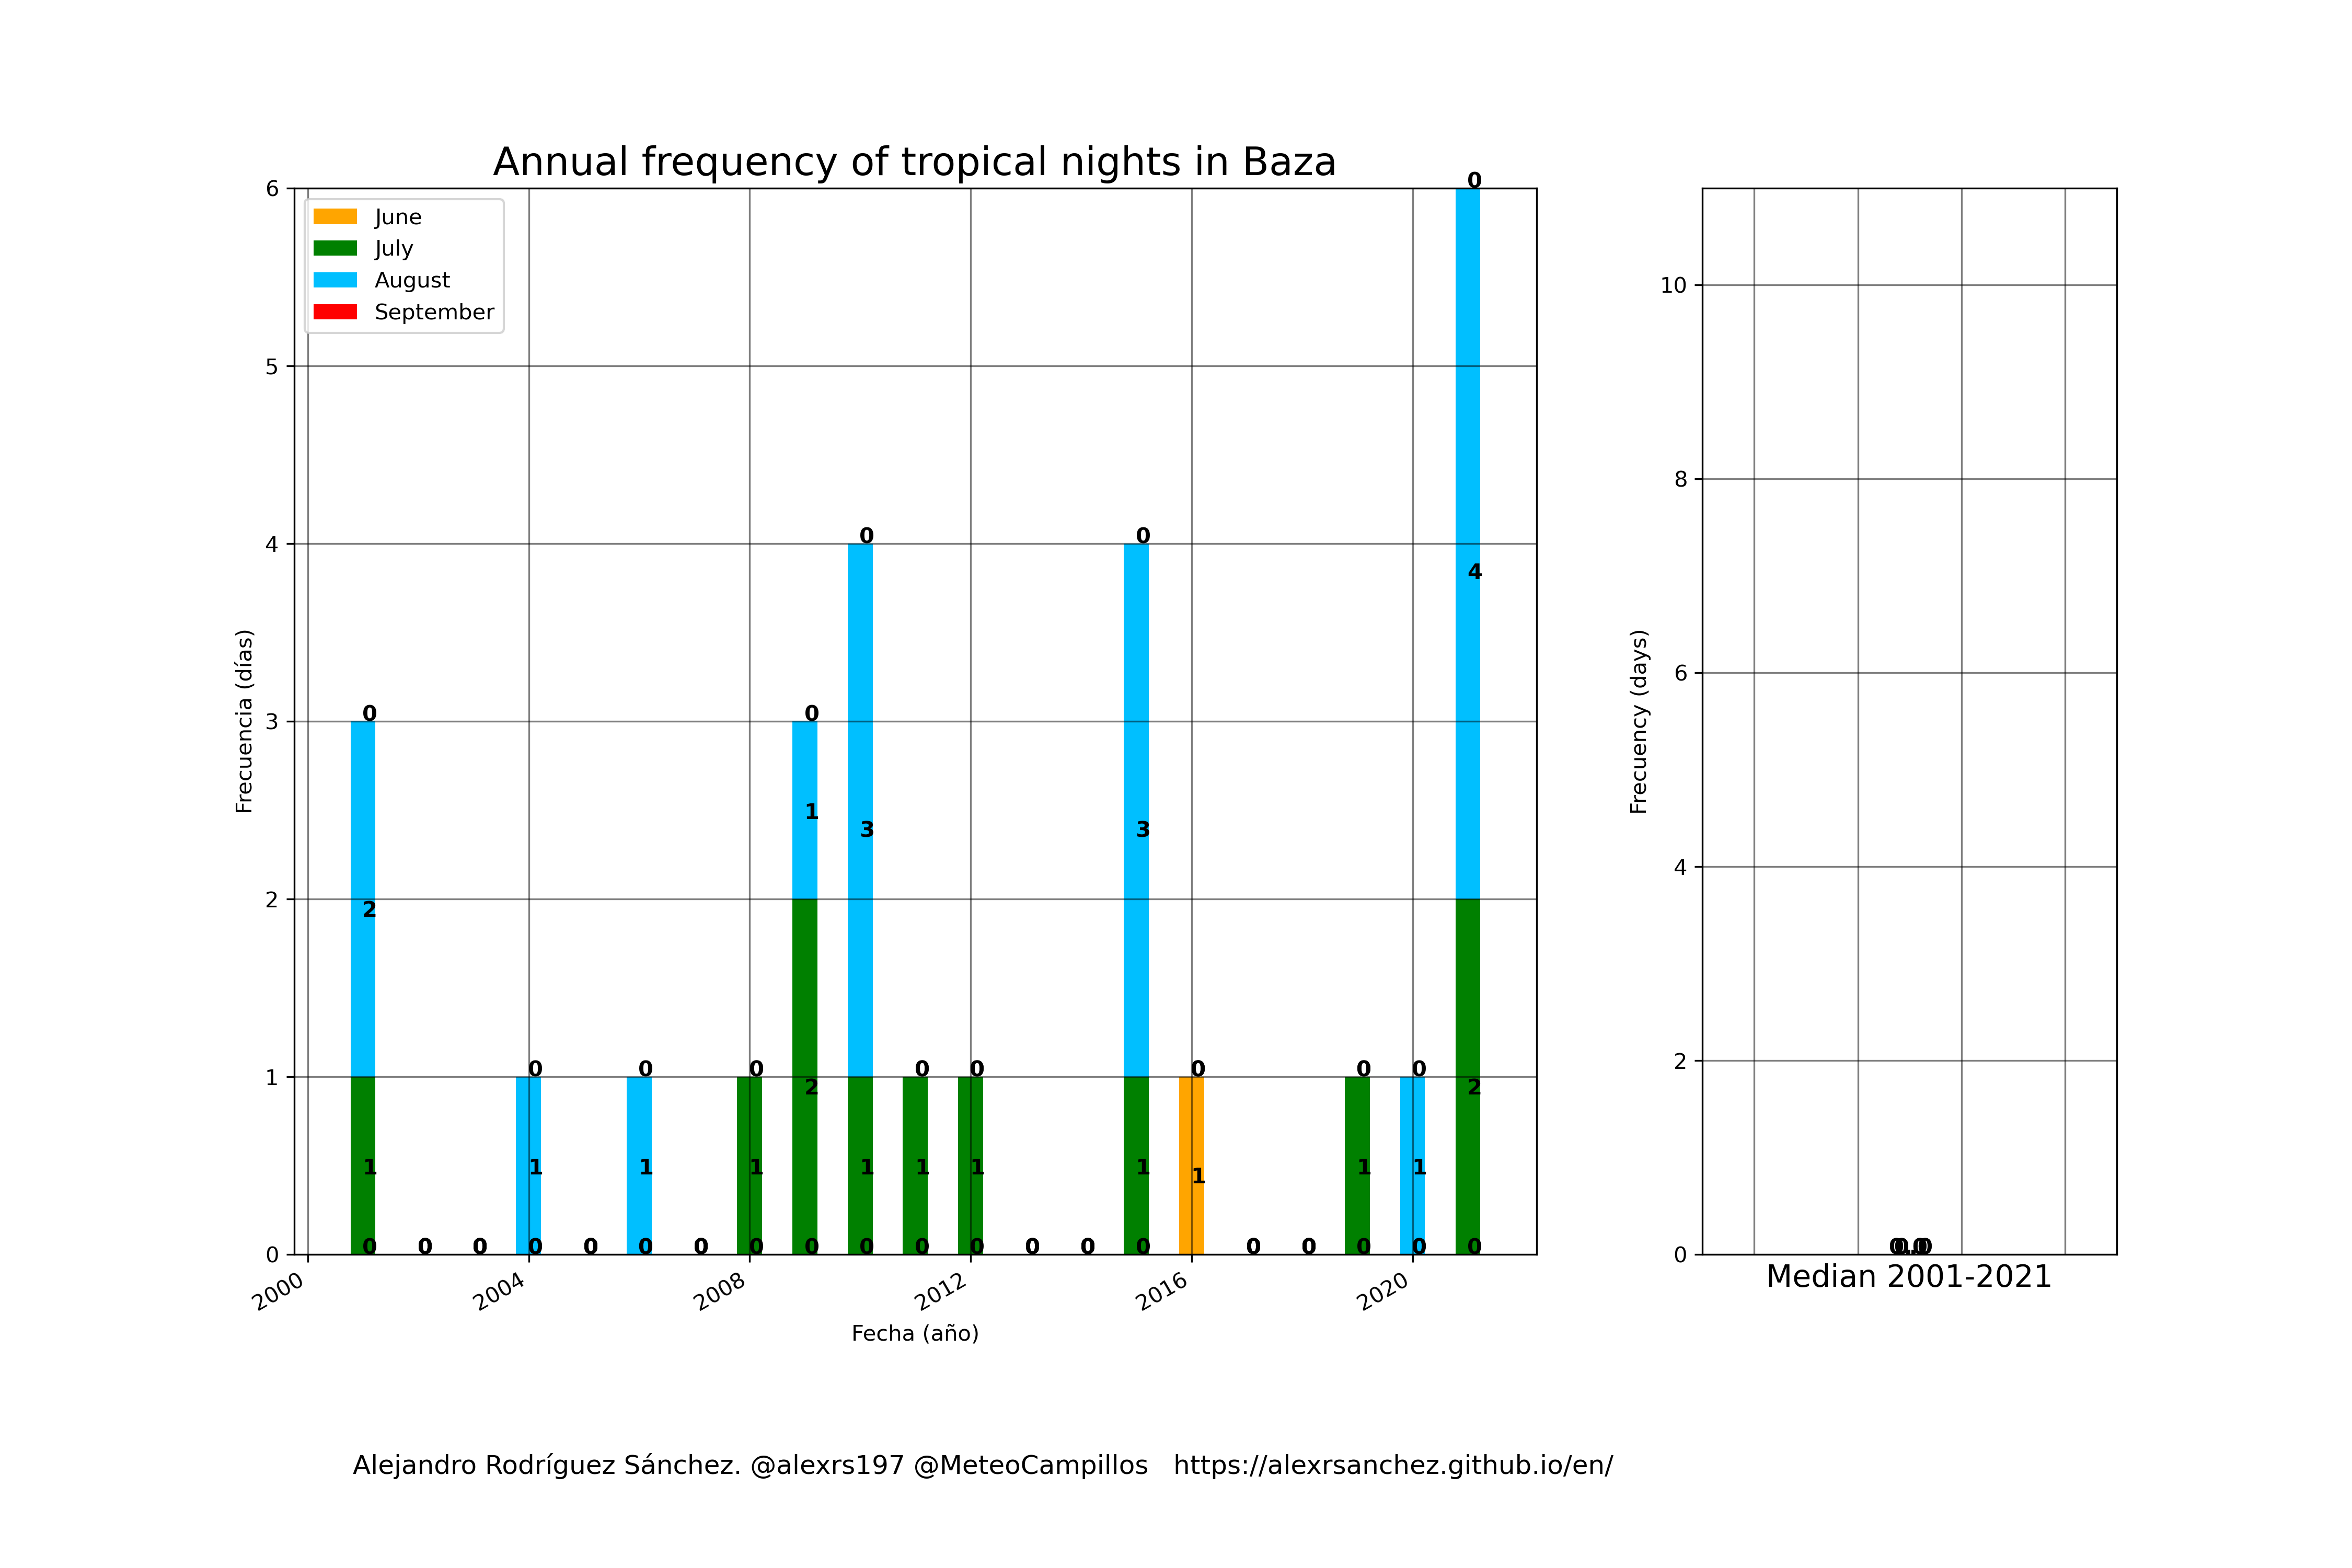 Annual frequency of tropical nights in Baza
June
July
August
September
Frecuencia (días)
6
5
4
3
2
1
0
0 0 0 0 0 0 0 0
2 1 3 3 4
0 0 0 0 0 0 0 0
2 2
1 1 1 1 1 1 1 1 1 1 1
0 0 0 0 0 0 0 0 0 0 0 0 0 0 0 0 0 0 0 0
2000 2004 2008 2012 2016 2020
Fecha (año)
Frecuency (days)
10
8
6
4
2
0
Median 2001-2021
Alejandro Rodríguez Sánchez. @alexrs197 @MeteoCampillos https://alexrsanchez.github.io/en/